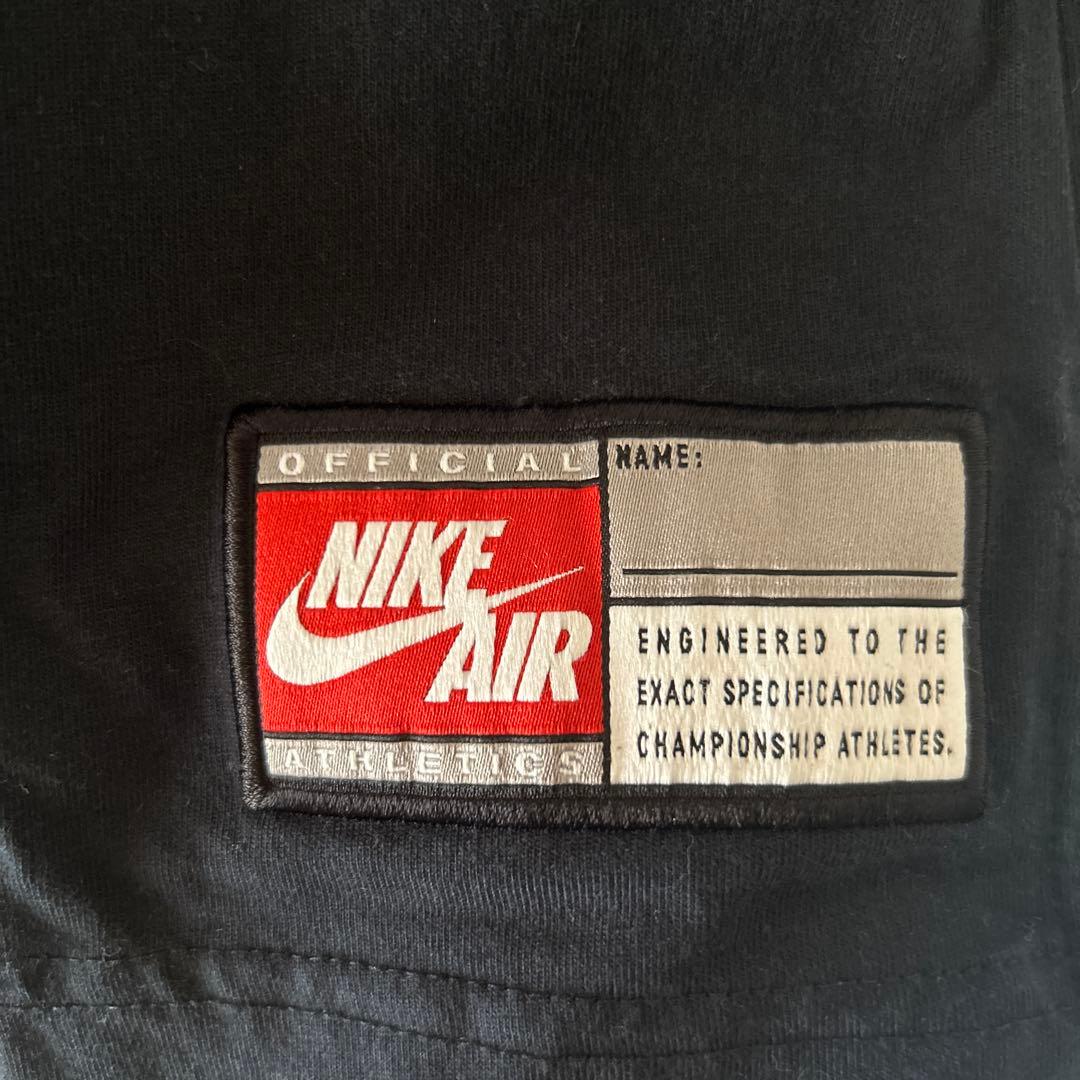 OFFICIAL
NIKE
AIR
ATHLETICS
NAME:
ENGINEERED TO THE
EXACT SPECIFICATIONS OF
CHAMPIONSHIP ATHLETES.